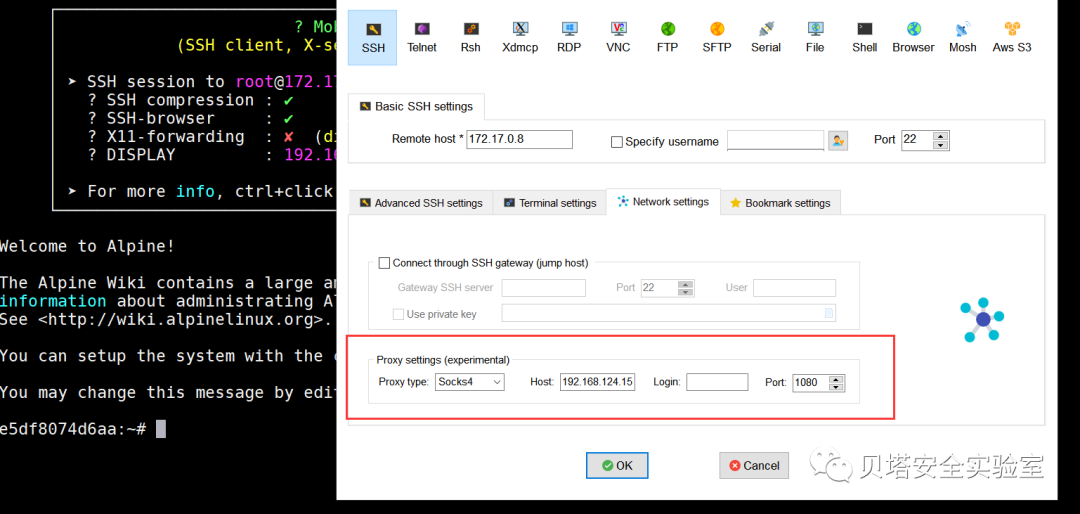 ? Mob
(SSH client, X-se
➤ SSH session to root@172.17
? SSH compression : ✔
? SSH-browser : ✔
? X11-forwarding : ✘ (di
? DISPLAY : 192.16
➤ For more info, ctrl+click
Welcome to Alpine!
The Alpine Wiki contains a large am
information about administrating Al
See <http://wiki.alpinelinux.org>.
You can setup the system with the c
You may change this message by edit
e5df8074d6aa:~#
SSH Telnet Rsh Xdmcp RDP VNC FTP SFTP Serial File Shell Browser Mosh Aws S3
Basic SSH settings
Remote host * 172.17.0.8 Specify username Port 22
Advanced SSH settings Terminal settings Network settings Bookmark settings
Connect through SSH gateway (jump host)
Gateway SSH server Port 22 User
Use private key
Proxy settings (experimental)
Proxy type: Socks4 Host: 192.168.124.15 Login: Port: 1080
OK Cancel
贝塔安全实验室